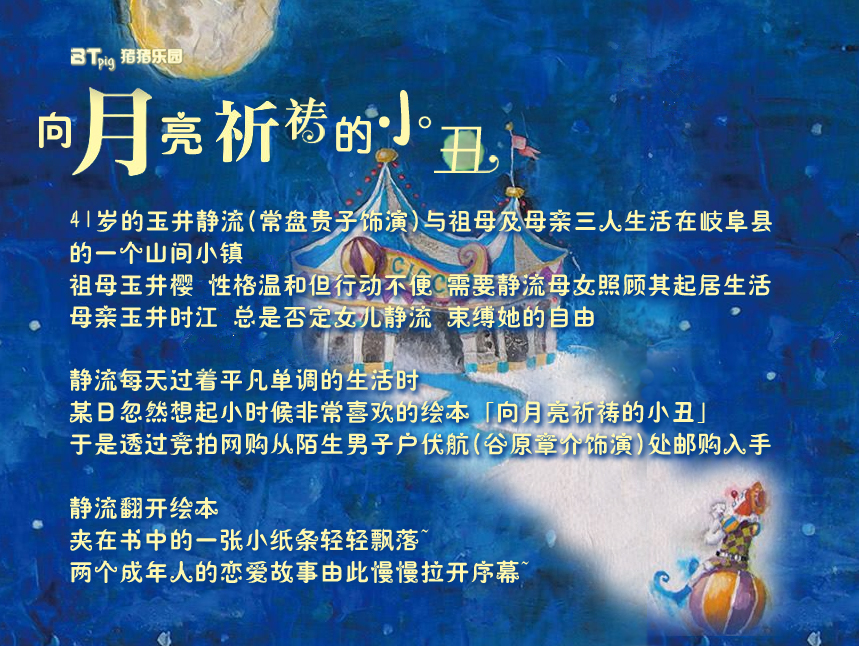 BTpig 猪猪乐园
向月亮祈祷的小丑
41岁的玉井静流(常盘贵子饰演)与祖母及母亲三人生活在岐阜县
的一个山间小镇
祖母玉井樱 性格温和但行动不便 需要静流母女照顾其起居生活
母亲玉井时江 总是否定女儿静流 束缚她的自由
静流每天过着平凡单调的生活时
某日忽然想起小时候非常喜欢的绘本「向月亮祈祷的小丑」
于是透过竞拍网购从陌生男子户伏航(谷原章介饰演)处邮购入手
静流翻开绘本
夹在书中的一张小纸条轻轻飘落~
两个成年人的恋爱故事由此慢慢拉开序幕~
CIRCUS